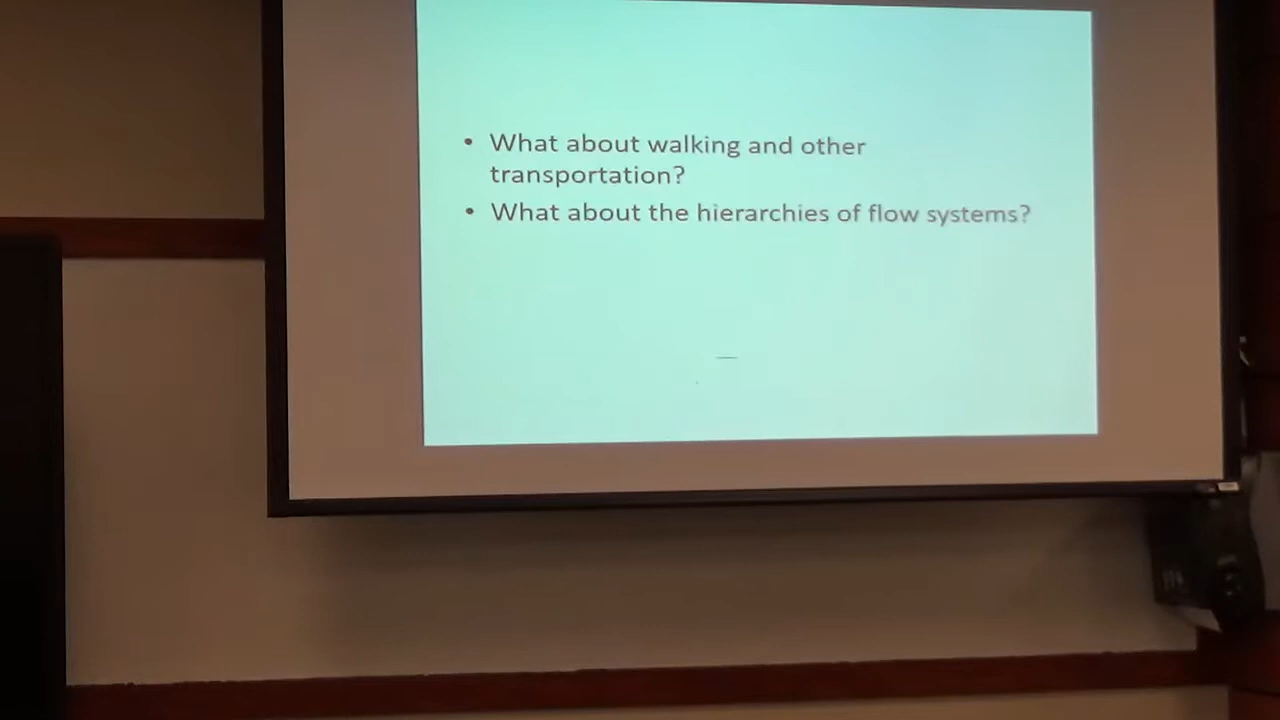 • What about walking and other
transportation?
• What about the hierarchies of flow systems?